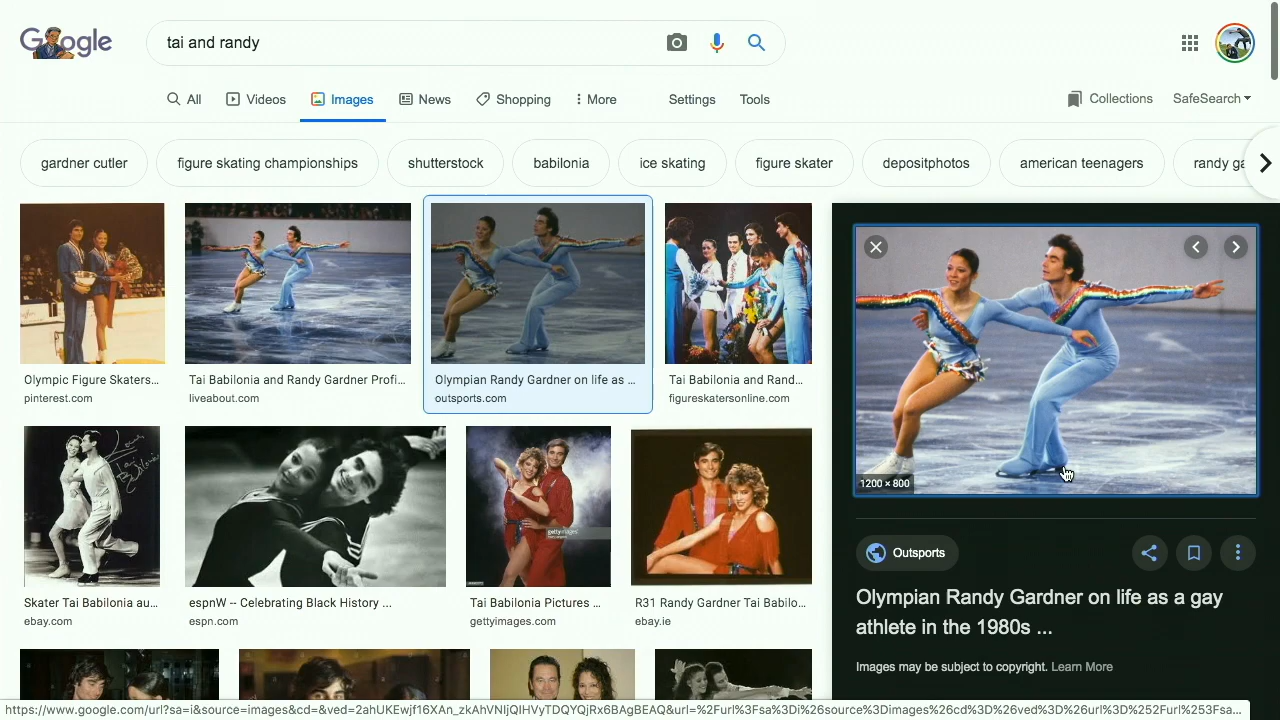 Google
tai and randy
All Videos Images News Shopping More Settings Tools Collections SafeSearch
gardner cutler figure skating championships shutterstock babilonia ice skating figure skater depositphotos american teenagers randy ga
Olympic Figure Skaters...
pinterest.com
Tai Babilonia and Randy Gardner Profi...
liveabout.com
Olympian Randy Gardner on life as ...
outsports.com
Tai Babilonia and Rand...
figureskatersonline.com
1200 × 800
Skater Tai Babilonia au...
ebay.com
espnW -- Celebrating Black History ...
espn.com
gettyimages
Tai Babilonia Pictures ...
gettyimages.com
R31 Randy Gardner Tai Babilo...
ebay.ie
Outsports
Olympian Randy Gardner on life as a gay
athlete in the 1980s ...
Images may be subject to copyright. Learn More
https://www.google.com/url?sa=i&source=images&cd=&ved=2ahUKEwjf16XAn_zkAhVNIjQIHVyTDQYQjRx6BAgBEAQ&url=%2Furl%3Fsa%3Di%26source%3Dimages%26cd%3D%26ved%3D%26url%3D%252Furl%253Fsa...